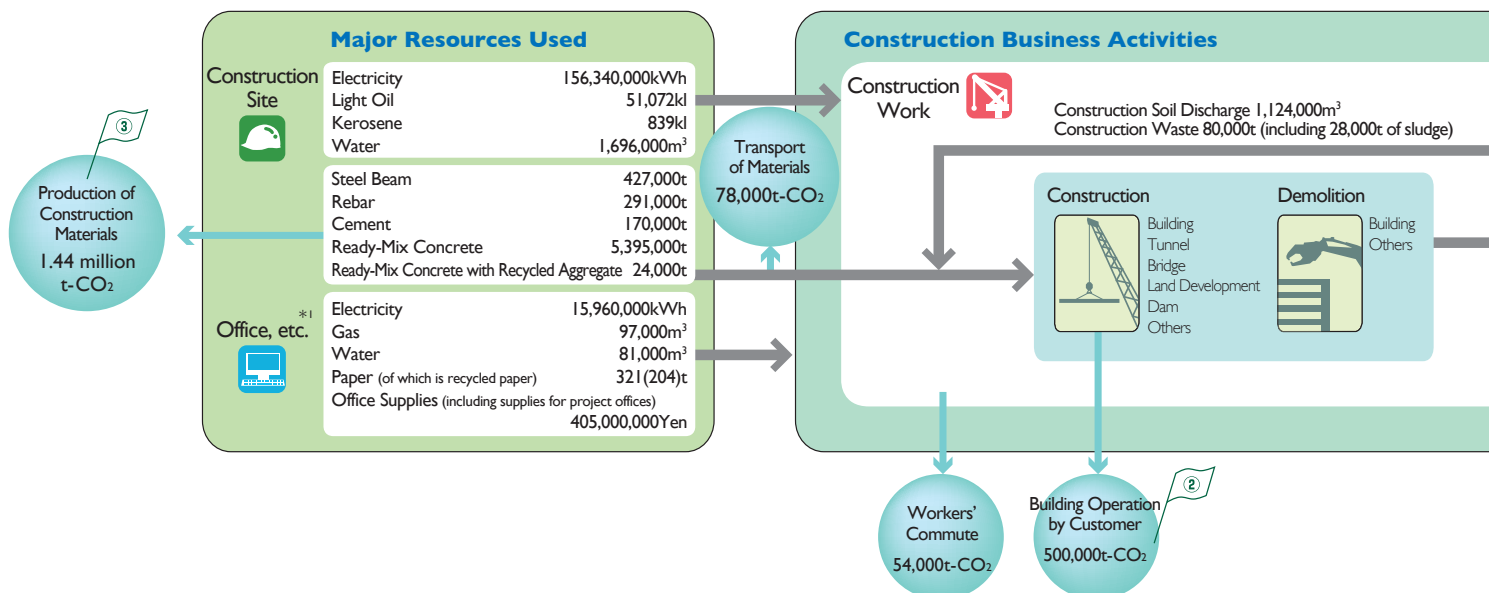 Major Resources Used
Construction Site
Electricity 156,340,000kWh
Light Oil 51,072kl
Kerosene 839kl
Water 1,696,000m³
Steel Beam 427,000t
Rebar 291,000t
Cement 170,000t
Ready-Mix Concrete 5,395,000t
Ready-Mix Concrete with Recycled Aggregate 24,000t
Office, etc. *1
Electricity 15,960,000kWh
Gas 97,000m³
Water 81,000m³
Paper (of which is recycled paper) 321(204)t
Office Supplies (including supplies for project offices)
405,000,000Yen
③
Production of
Construction
Materials
1.44 million
t-CO₂
Transport
of Materials
78,000t-CO₂
Construction Business Activities
Construction
Work
Construction Soil Discharge 1,124,000m³
Construction Waste 80,000t (including 28,000t of sludge)
Construction
Building
Tunnel
Bridge
Land Development
Dam
Others
Demolition
Building
Others
Workers'
Commute
54,000t-CO₂
②
Building Operation
by Customer
500,000t-CO₂